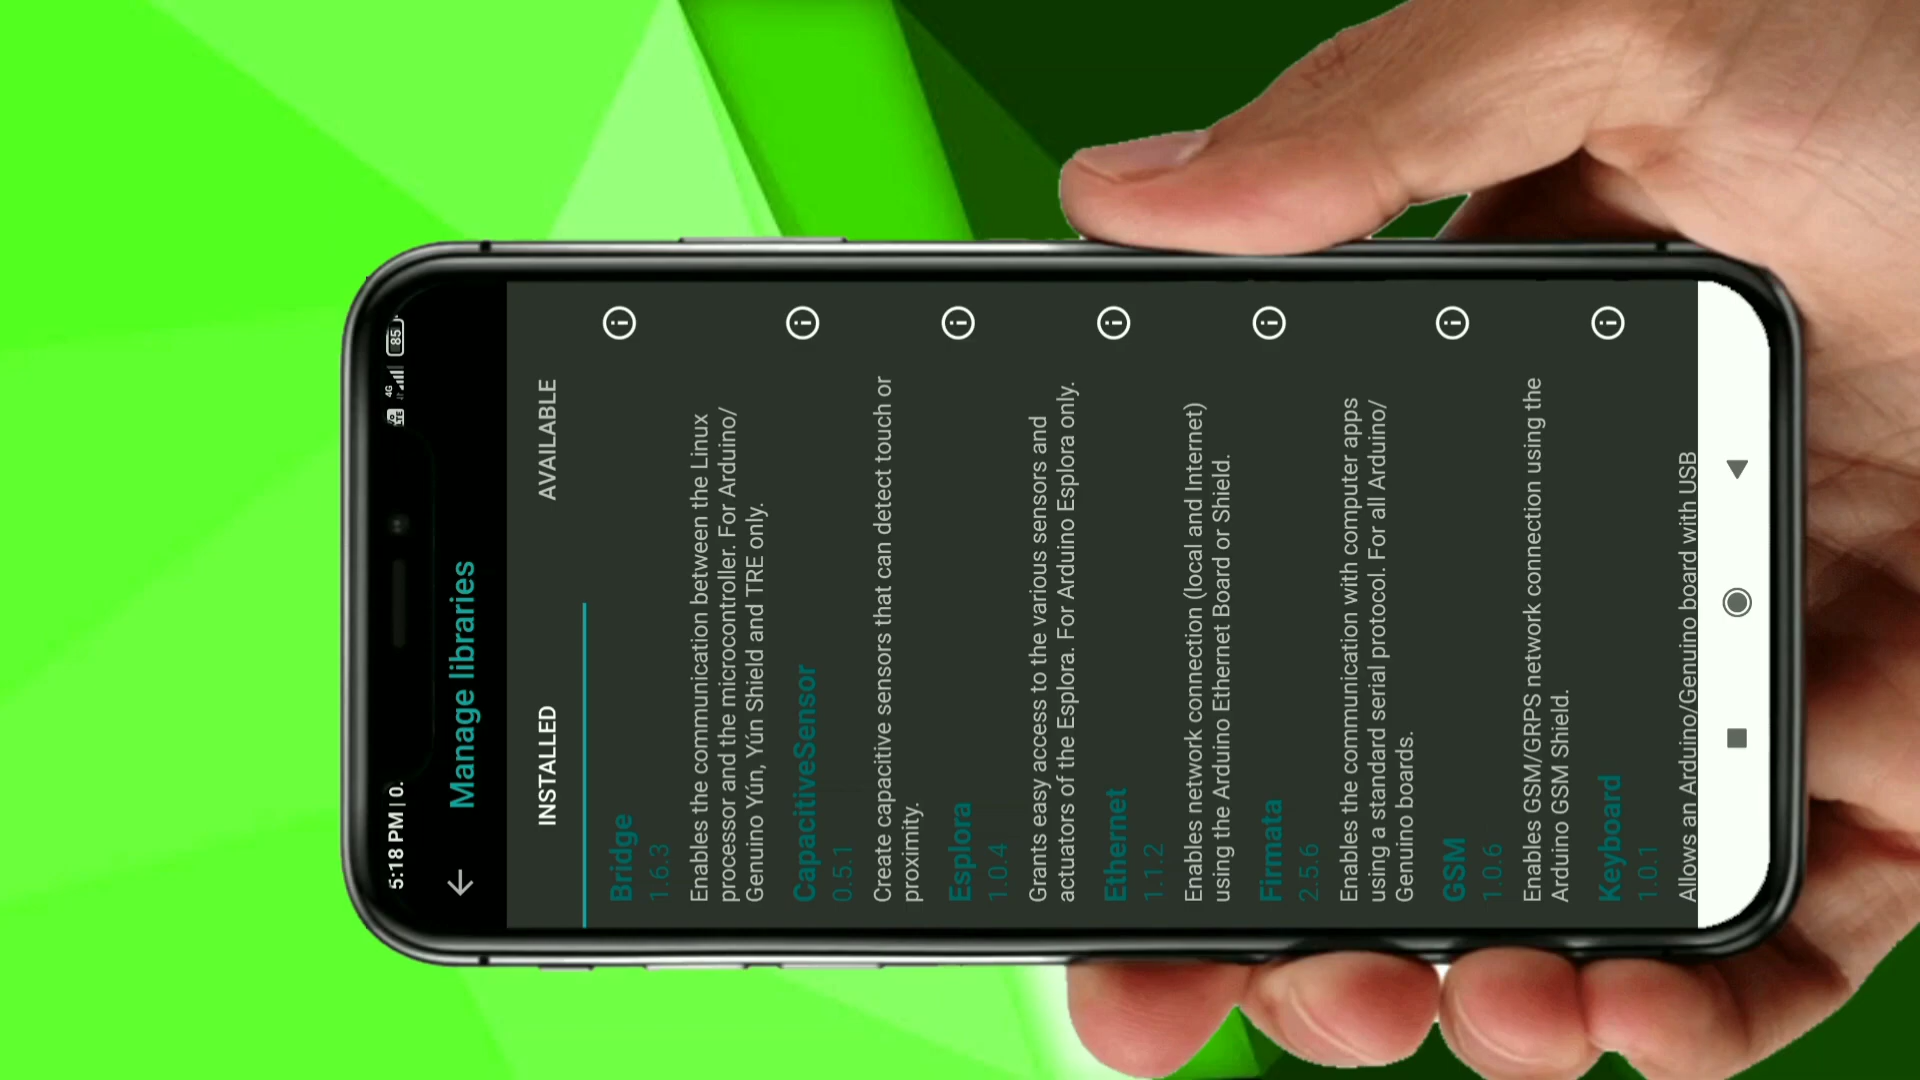 5:18 PM | 0.
4G
85
Manage libraries
INSTALLED
AVAILABLE
Bridge
1.6.3
Enables the communication between the Linux
processor and the microcontroller. For Arduino/
Genuino Yún, Yún Shield and TRE only.
CapacitiveSensor
0.5.1
Create capacitive sensors that can detect touch or
proximity.
Esplora
1.0.4
Grants easy access to the various sensors and
actuators of the Esplora. For Arduino Esplora only.
Ethernet
1.1.2
Enables network connection (local and Internet)
using the Arduino Ethernet Board or Shield.
Firmata
2.5.6
Enables the communication with computer apps
using a standard serial protocol. For all Arduino/
Genuino boards.
GSM
1.0.6
Enables GSM/GRPS network connection using the
Arduino GSM Shield.
Keyboard
1.0.1
Allows an Arduino/Genuino board with USB